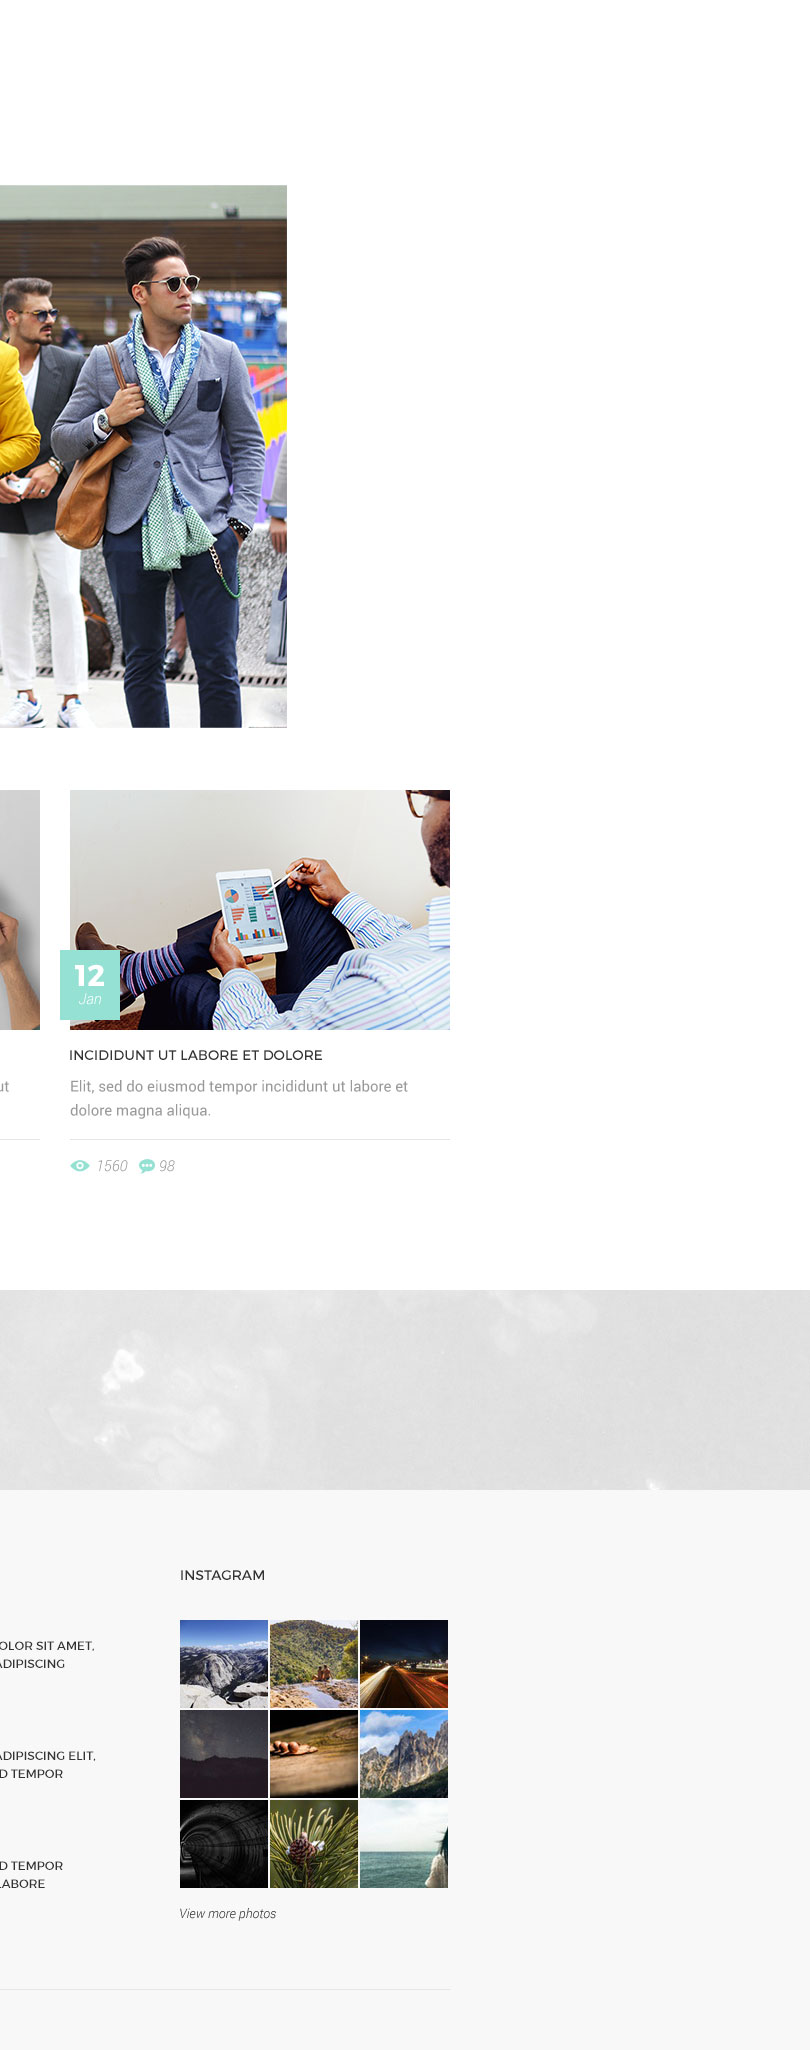 12
Jan
INCIDIDUNT UT LABORE ET DOLORE
ut
Elit, sed do eiusmod tempor incididunt ut labore et
dolore magna aliqua.
1560 98
INSTAGRAM
OLOR SIT AMET,
ADIPISCING
ADIPISCING ELIT,
D TEMPOR
D TEMPOR
LABORE
View more photos